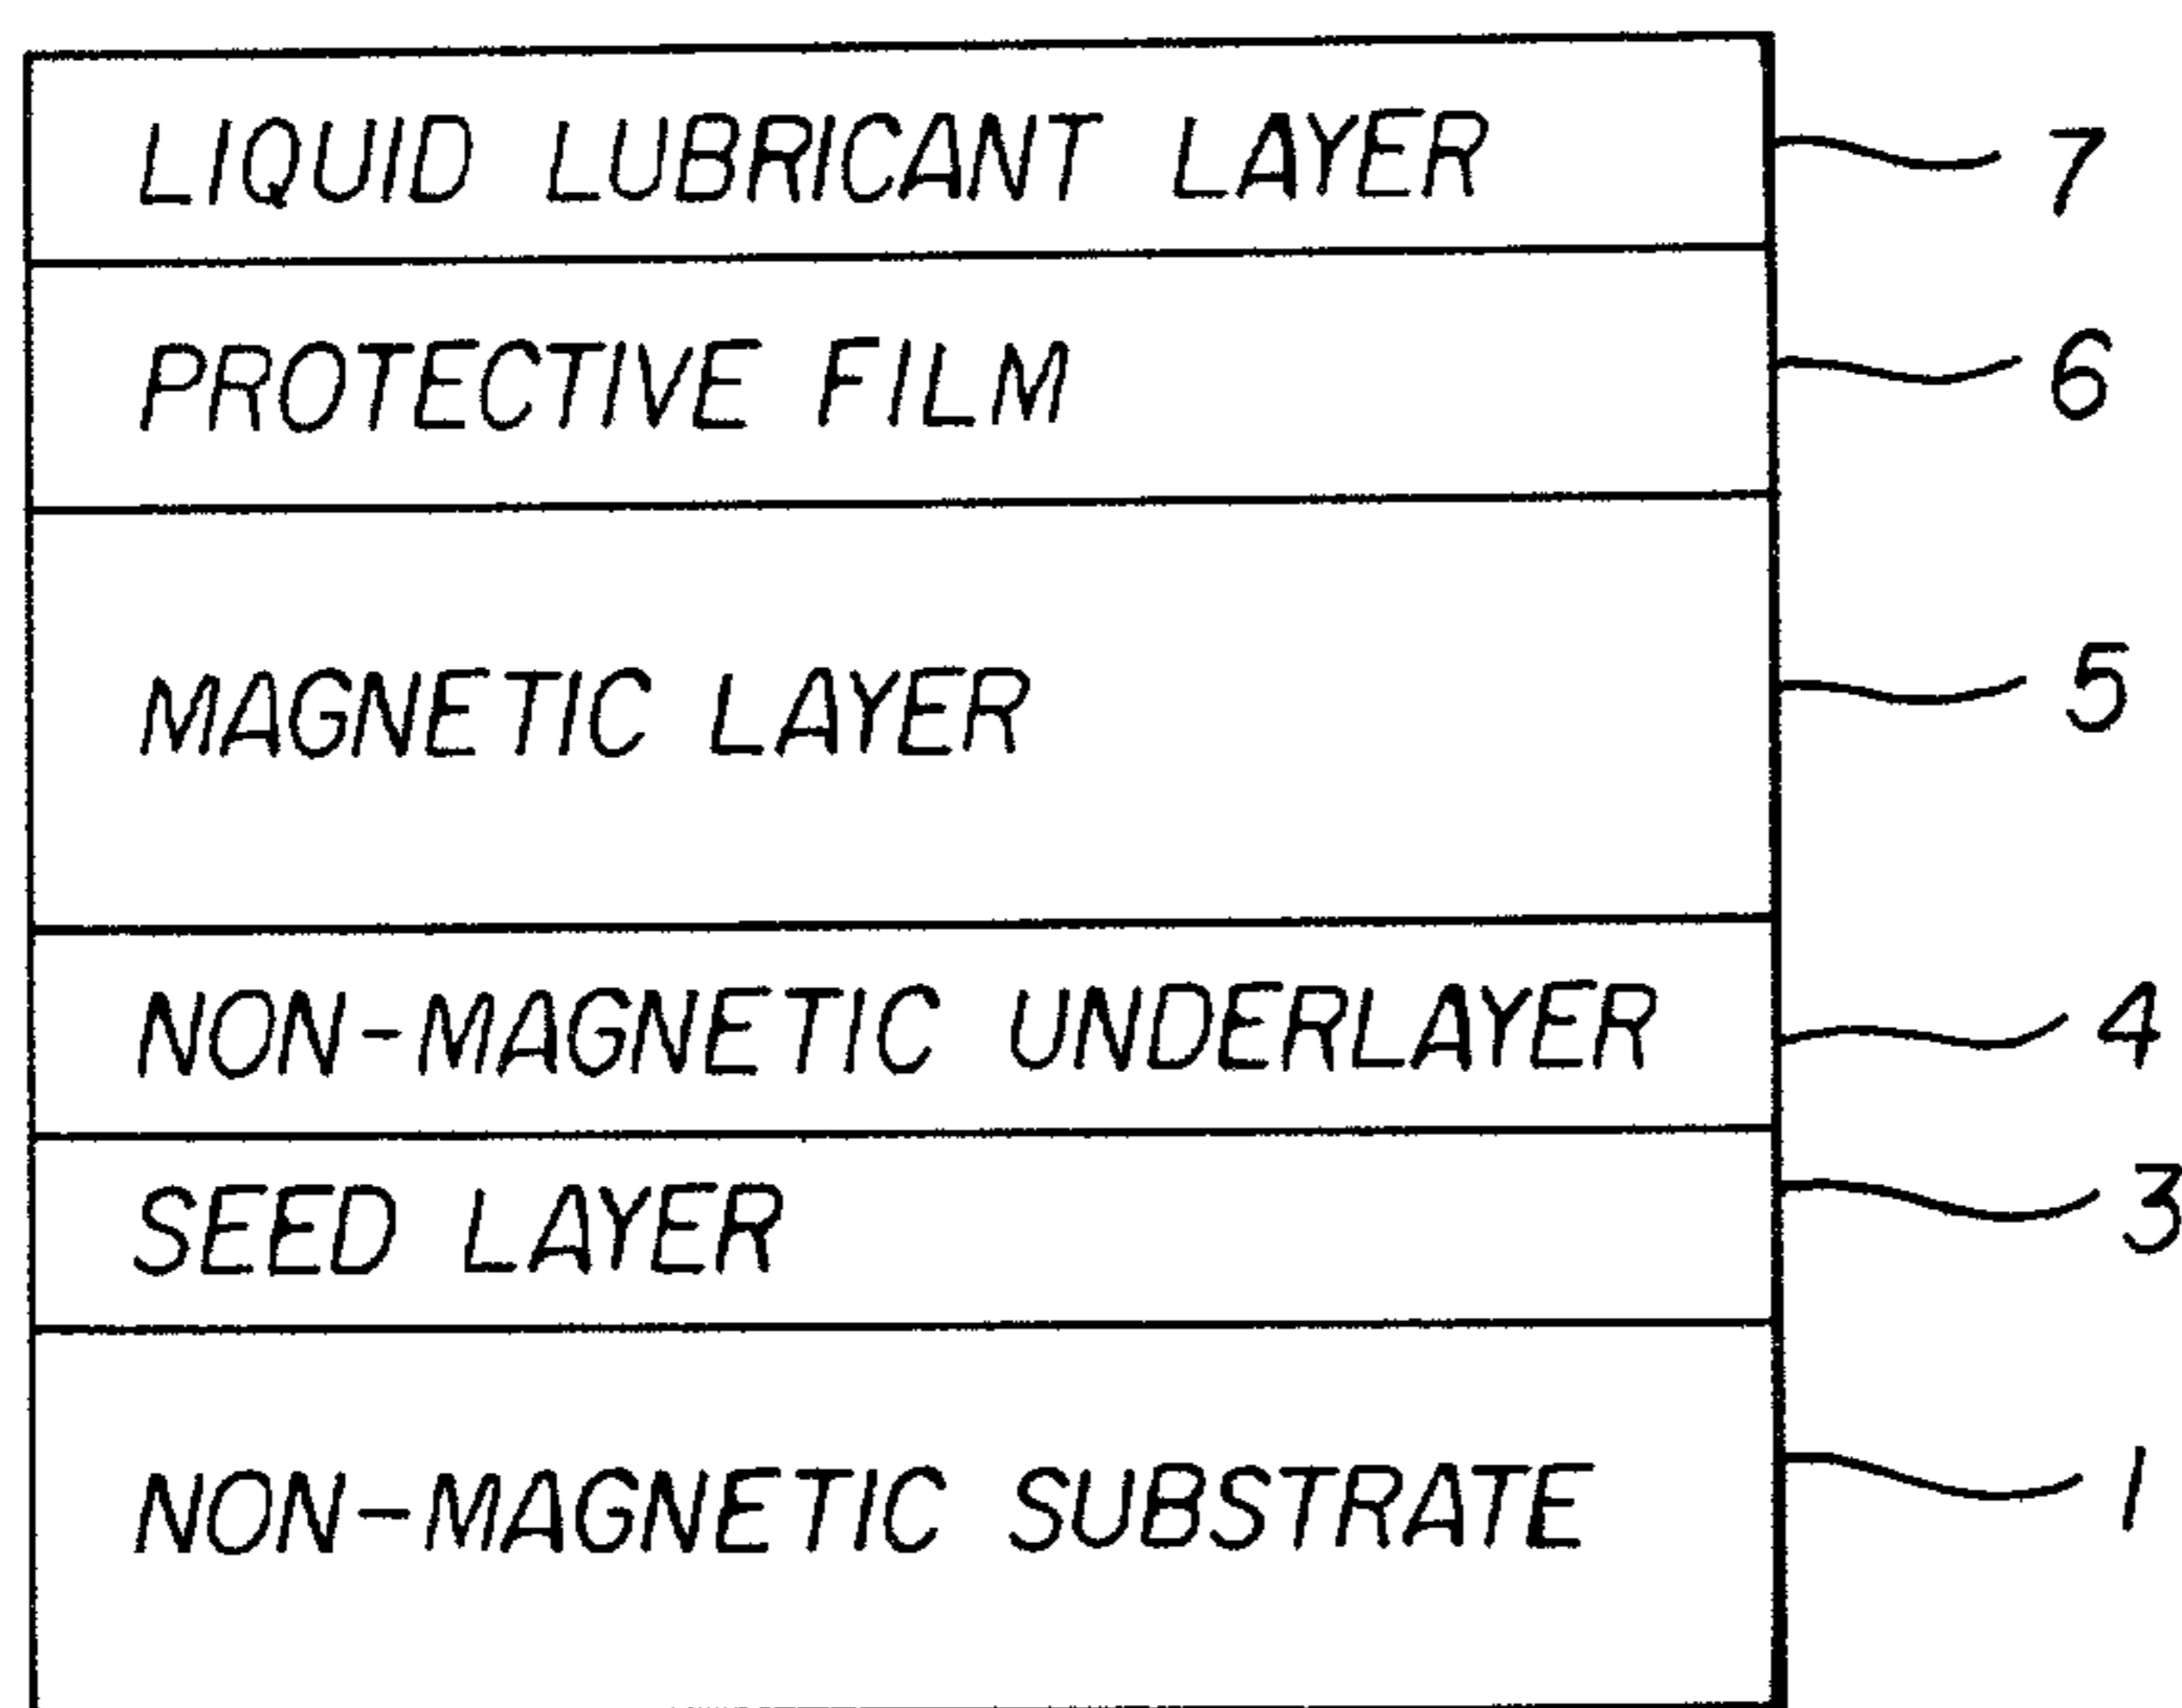 LIQUID LUBRICANT LAYER 7
PROTECTIVE FILM 6
MAGNETIC LAYER 5
NON-MAGNETIC UNDERLAYER 4
SEED LAYER 3
NON-MAGNETIC SUBSTRATE 1